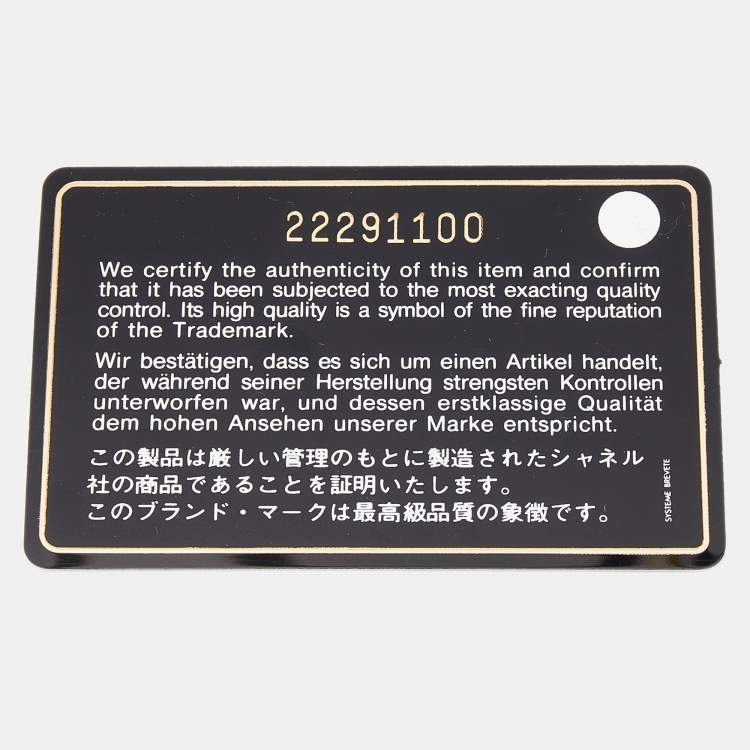 22291100
We certify the authenticity of this item and confirm
that it has been subjected to the most exacting quality
control. Its high quality is a symbol of the fine reputation
of the Trademark.
Wir bestätigen, dass es sich um einen Artikel handelt,
der während seiner Herstellung strengsten Kontrollen
unterworfen war, und dessen erstklassige Qualität
dem hohen Ansehen unserer Marke entspricht.
この製品は厳しい管理のもとに製造されたシャネル
社の商品であることを証明いたします。
このブランド・マークは最高級品質の象徴です。
SYSTEME BREVETE